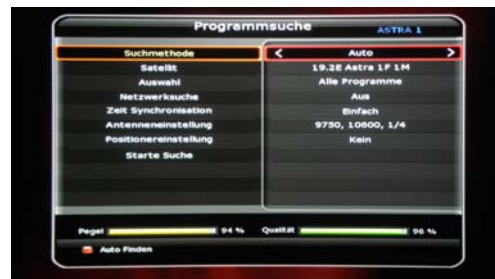 Programmsuche
ASTRA 1
Suchmethode < Auto >
Satellit 19.2E Astra 1F 1M
Auswahl Alle Programme
Netzwerksuche Aus
Zeit Synchronisation Einfach
Antenneneinstellung 9750, 10600, 1/4
Positionereinstellung Kein
Starte Suche
Pegel 94 % Qualität 96 %
Auto Finden